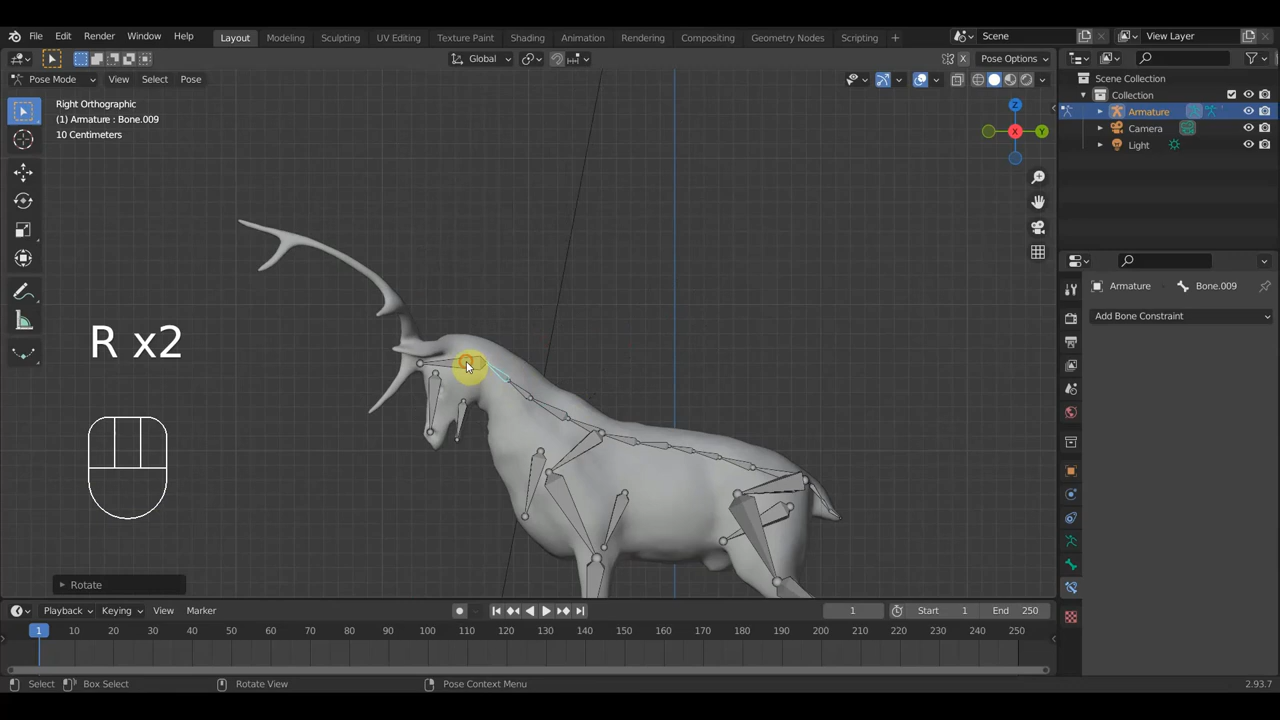 File Edit Render Window Help Layout Modeling Sculpting UV Editing Texture Paint Shading Animation Rendering Compositing Geometry Nodes Scripting + Scene View Layer
Global Pose Options
Pose Mode View Select Pose
Scene Collection
Collection
Armature
Camera
Light
Right Orthographic
(1) Armature : Bone.009
10 Centimeters
Z
Y
X
Armature Bone.009
Add Bone Constraint
R x2
Rotate
Playback Keying View Marker 1 Start 1 End 250
1 10 20 30 40 50 60 70 80 90 100 110 120 130 140 150 160 170 180 190 200 210 220 230 240 250
Select Box Select Rotate View Pose Context Menu 2.93.7